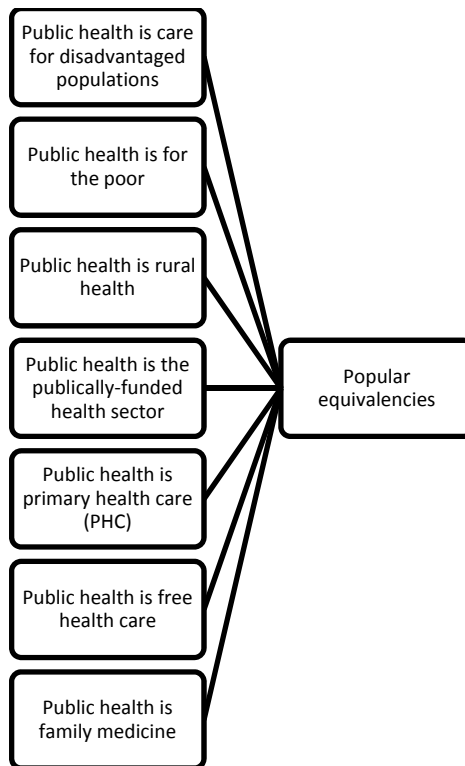 Public health is care
for disadvantaged
populations
Public health is for
the poor
Public health is rural
health
Public health is the
publically-funded
health sector
Popular
equivalencies
Public health is
primary health care
(PHC)
Public health is free
health care
Public health is
family medicine